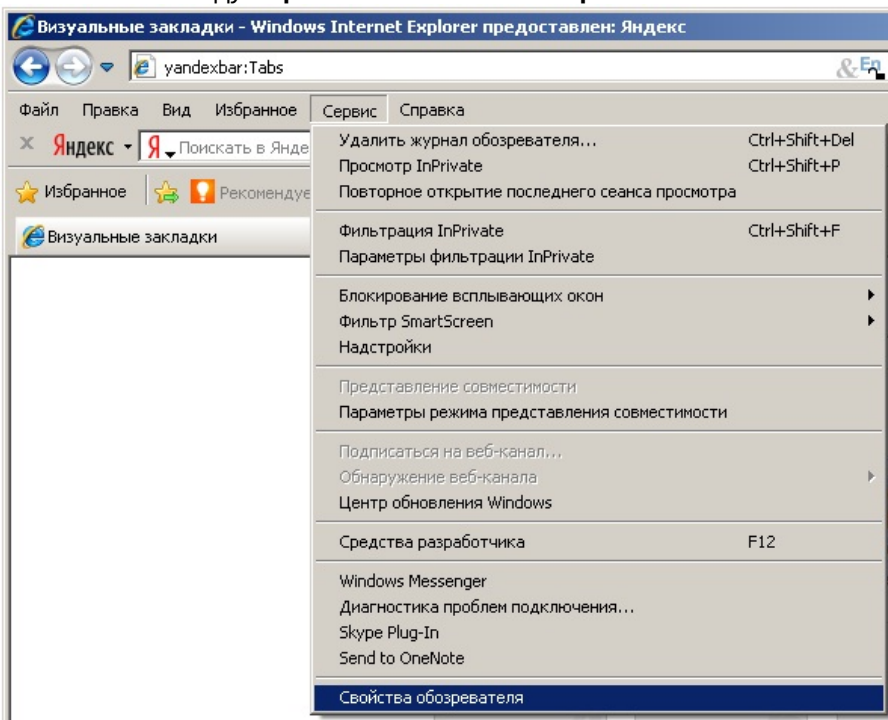 Визуальные закладки - Windows Internet Explorer предоставлен: Яндекс
yandexbar:Tabs
Файл Правка Вид Избранное Сервис Справка
Яндекс Я Поискать в Янде
Избранное Рекомендуе
Визуальные закладки
Удалить журнал обозревателя... Ctrl+Shift+Del
Просмотр InPrivate Ctrl+Shift+P
Повторное открытие последнего сеанса просмотра
Фильтрация InPrivate Ctrl+Shift+F
Параметры фильтрации InPrivate
Блокирование всплывающих окон
Фильтр SmartScreen
Надстройки
Представление совместимости
Параметры режима представления совместимости
Подписаться на веб-канал...
Обнаружение веб-канала
Центр обновления Windows
Средства разработчика F12
Windows Messenger
Диагностика проблем подключения...
Skype Plug-In
Send to OneNote
Свойства обозревателя